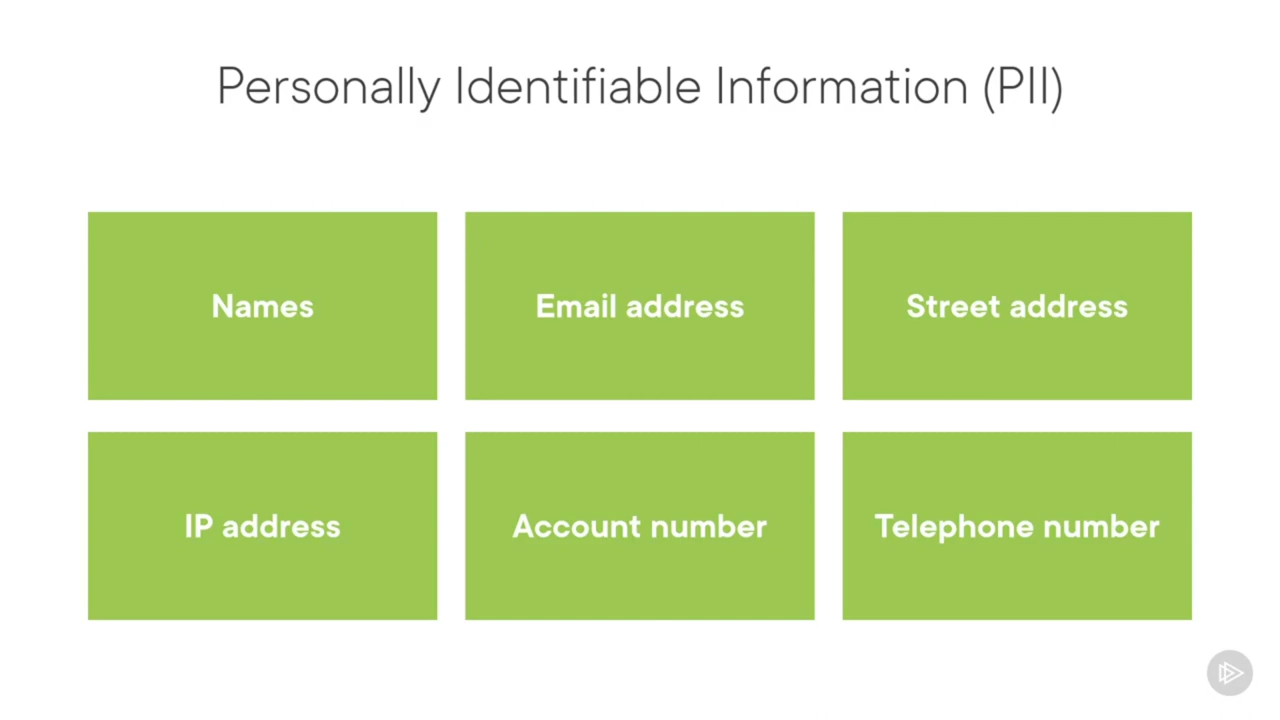 Personally Identifiable Information (PII)
Names
Email address
Street address
IP address
Account number
Telephone number